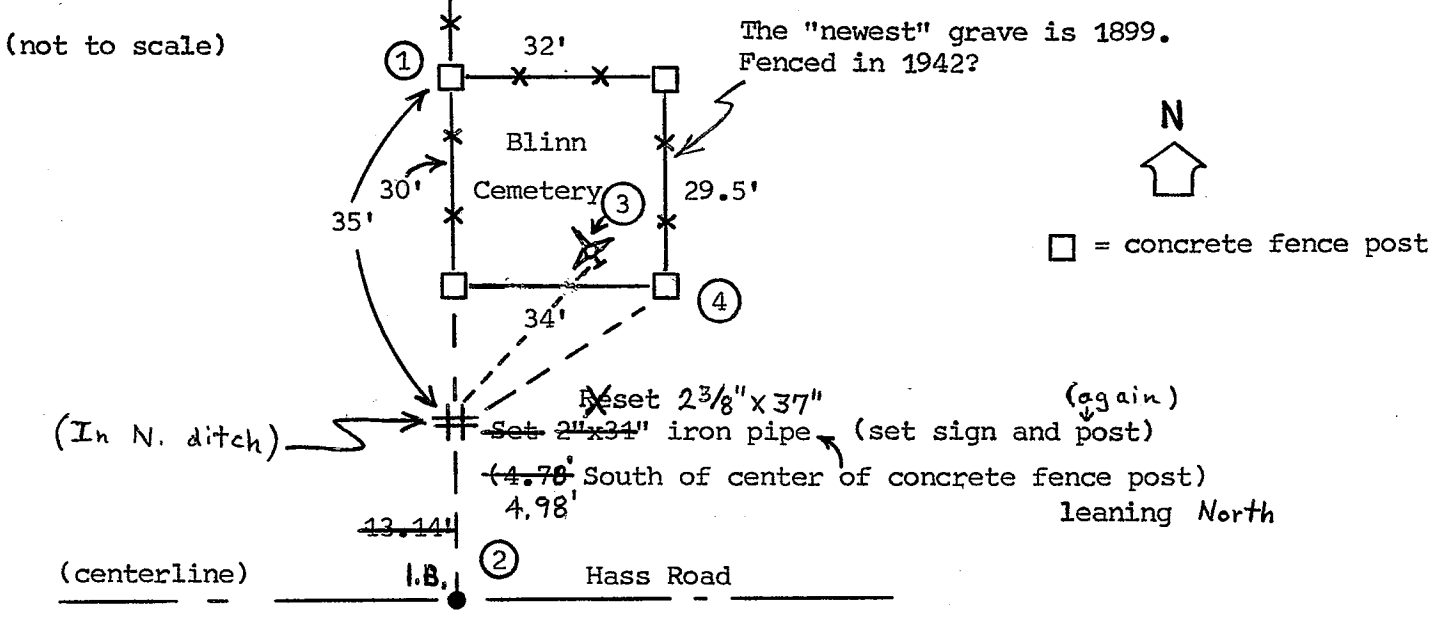 (not to scale)
32'
The "newest" grave is 1899.
Fenced in 1942?
1
N
Blinn
Cemetery
30'
3
29.5'
35'
= concrete fence post
4
34'
Reset 2 3/8" X 37"
(again)
(In N. ditch)
Set 2"x31" iron pipe (set sign and post)
(4.78' South of center of concrete fence post)
4.98'
leaning North
13.14'
2
(centerline)
I.B.
Hass Road